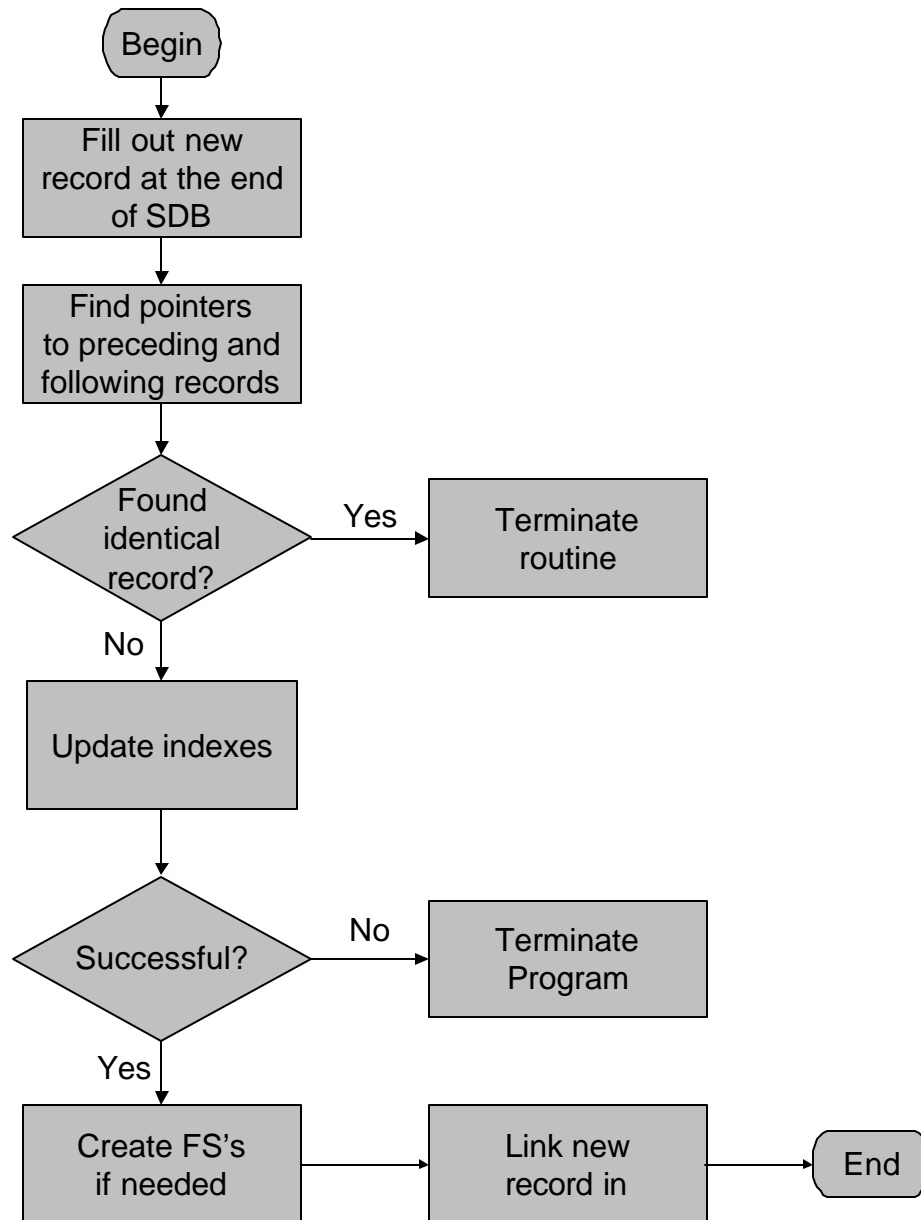 Begin
Fill out new
record at the end
of SDB
Find pointers
to preceding and
following records
Found
identical
record?
Yes
Terminate
routine
No
Update indexes
Successful?
No
Terminate
Program
Yes
Create FS's
if needed
Link new
record in
End